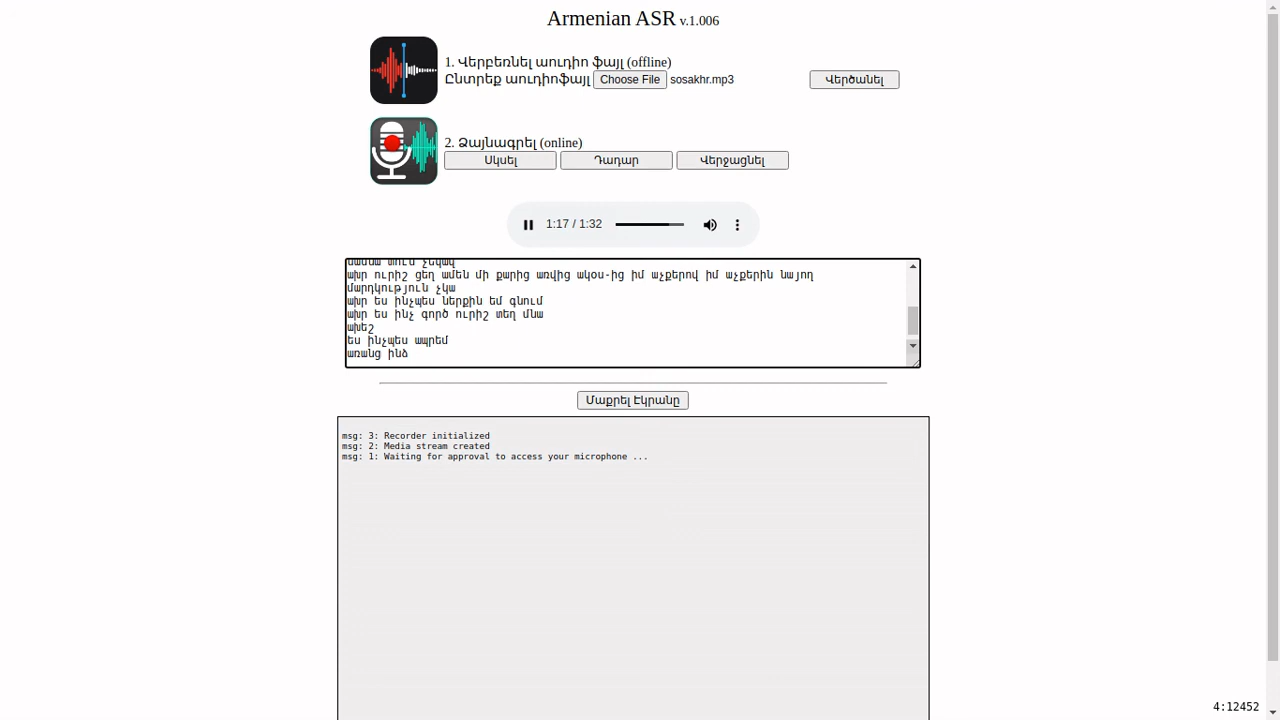 Armenian ASR v.1.006
1. Վերբեռնել աուդիո ֆայլ (offline)
Ընտրեք աուդիոֆայլ Choose File sosakhr.mp3 Վերծանել
2. Ձայնագրել (online)
Սկսել Դադար Վերջացնել
1:17 / 1:32
ախր ուրիշ ցեղ ամեն մի քարից առվից ակօս-ից իմ աչքերով իմ աչքերին նայող
մարդկություն չկա
ախր ես ինչպես ներքին եմ գնում
ախր ես ինչ գործ ուրիշ տեղ մնա
ախեշ
ես ինչպես ապրեմ
առանց ինձ
Մաքրել Էկրանը
msg: 3: Recorder initialized
msg: 2: Media stream created
msg: 1: Waiting for approval to access your microphone ...
4:12452